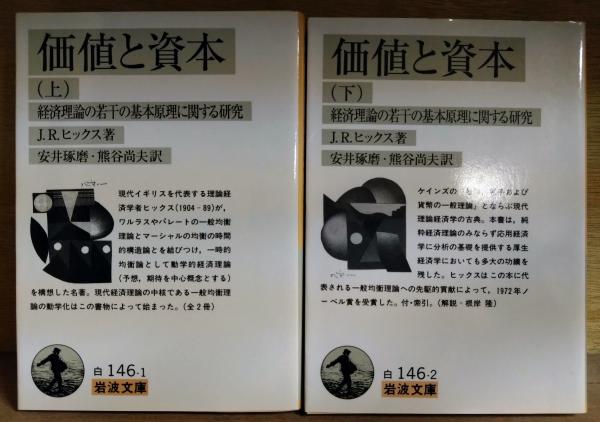 価値と資本
(上)
経済理論の若干の基本原理に関する研究
J.R.ヒックス著
安井琢磨・熊谷尚夫訳
現代イギリスを代表する理論経
済学者ヒックス(1904-89)が,
ワルラスやパレートの一般均衡
理論とマーシャルの均衡の時間
的構造論とを結びつけ,一時的
均衡論として動学的経済理論
(予想,期待を中心概念とする)
を構想した名著。現代経済理論の中核である一般均衡理
論の動学化はこの書物によって始まった。(全2冊)
白146-1
岩波文庫
価値と資本
(下)
経済理論の若干の基本原理に関する研究
J.R.ヒックス著
安井琢磨・熊谷尚夫訳
ケインズの
および
貨幣の一般理論」とならぶ現代
理論経済学の古典。本書は,純
粋経済理論のみならず応用経済
学に分析の基礎を提供する厚生
経済学においても多大の功績を
残した。ヒックスはこの本に代
表される一般均衡理論への先駆的貢献によって,1972年ノ
ーベル賞を受賞した。付・索引。(解説-根岸 隆)
白146-2
岩波文庫